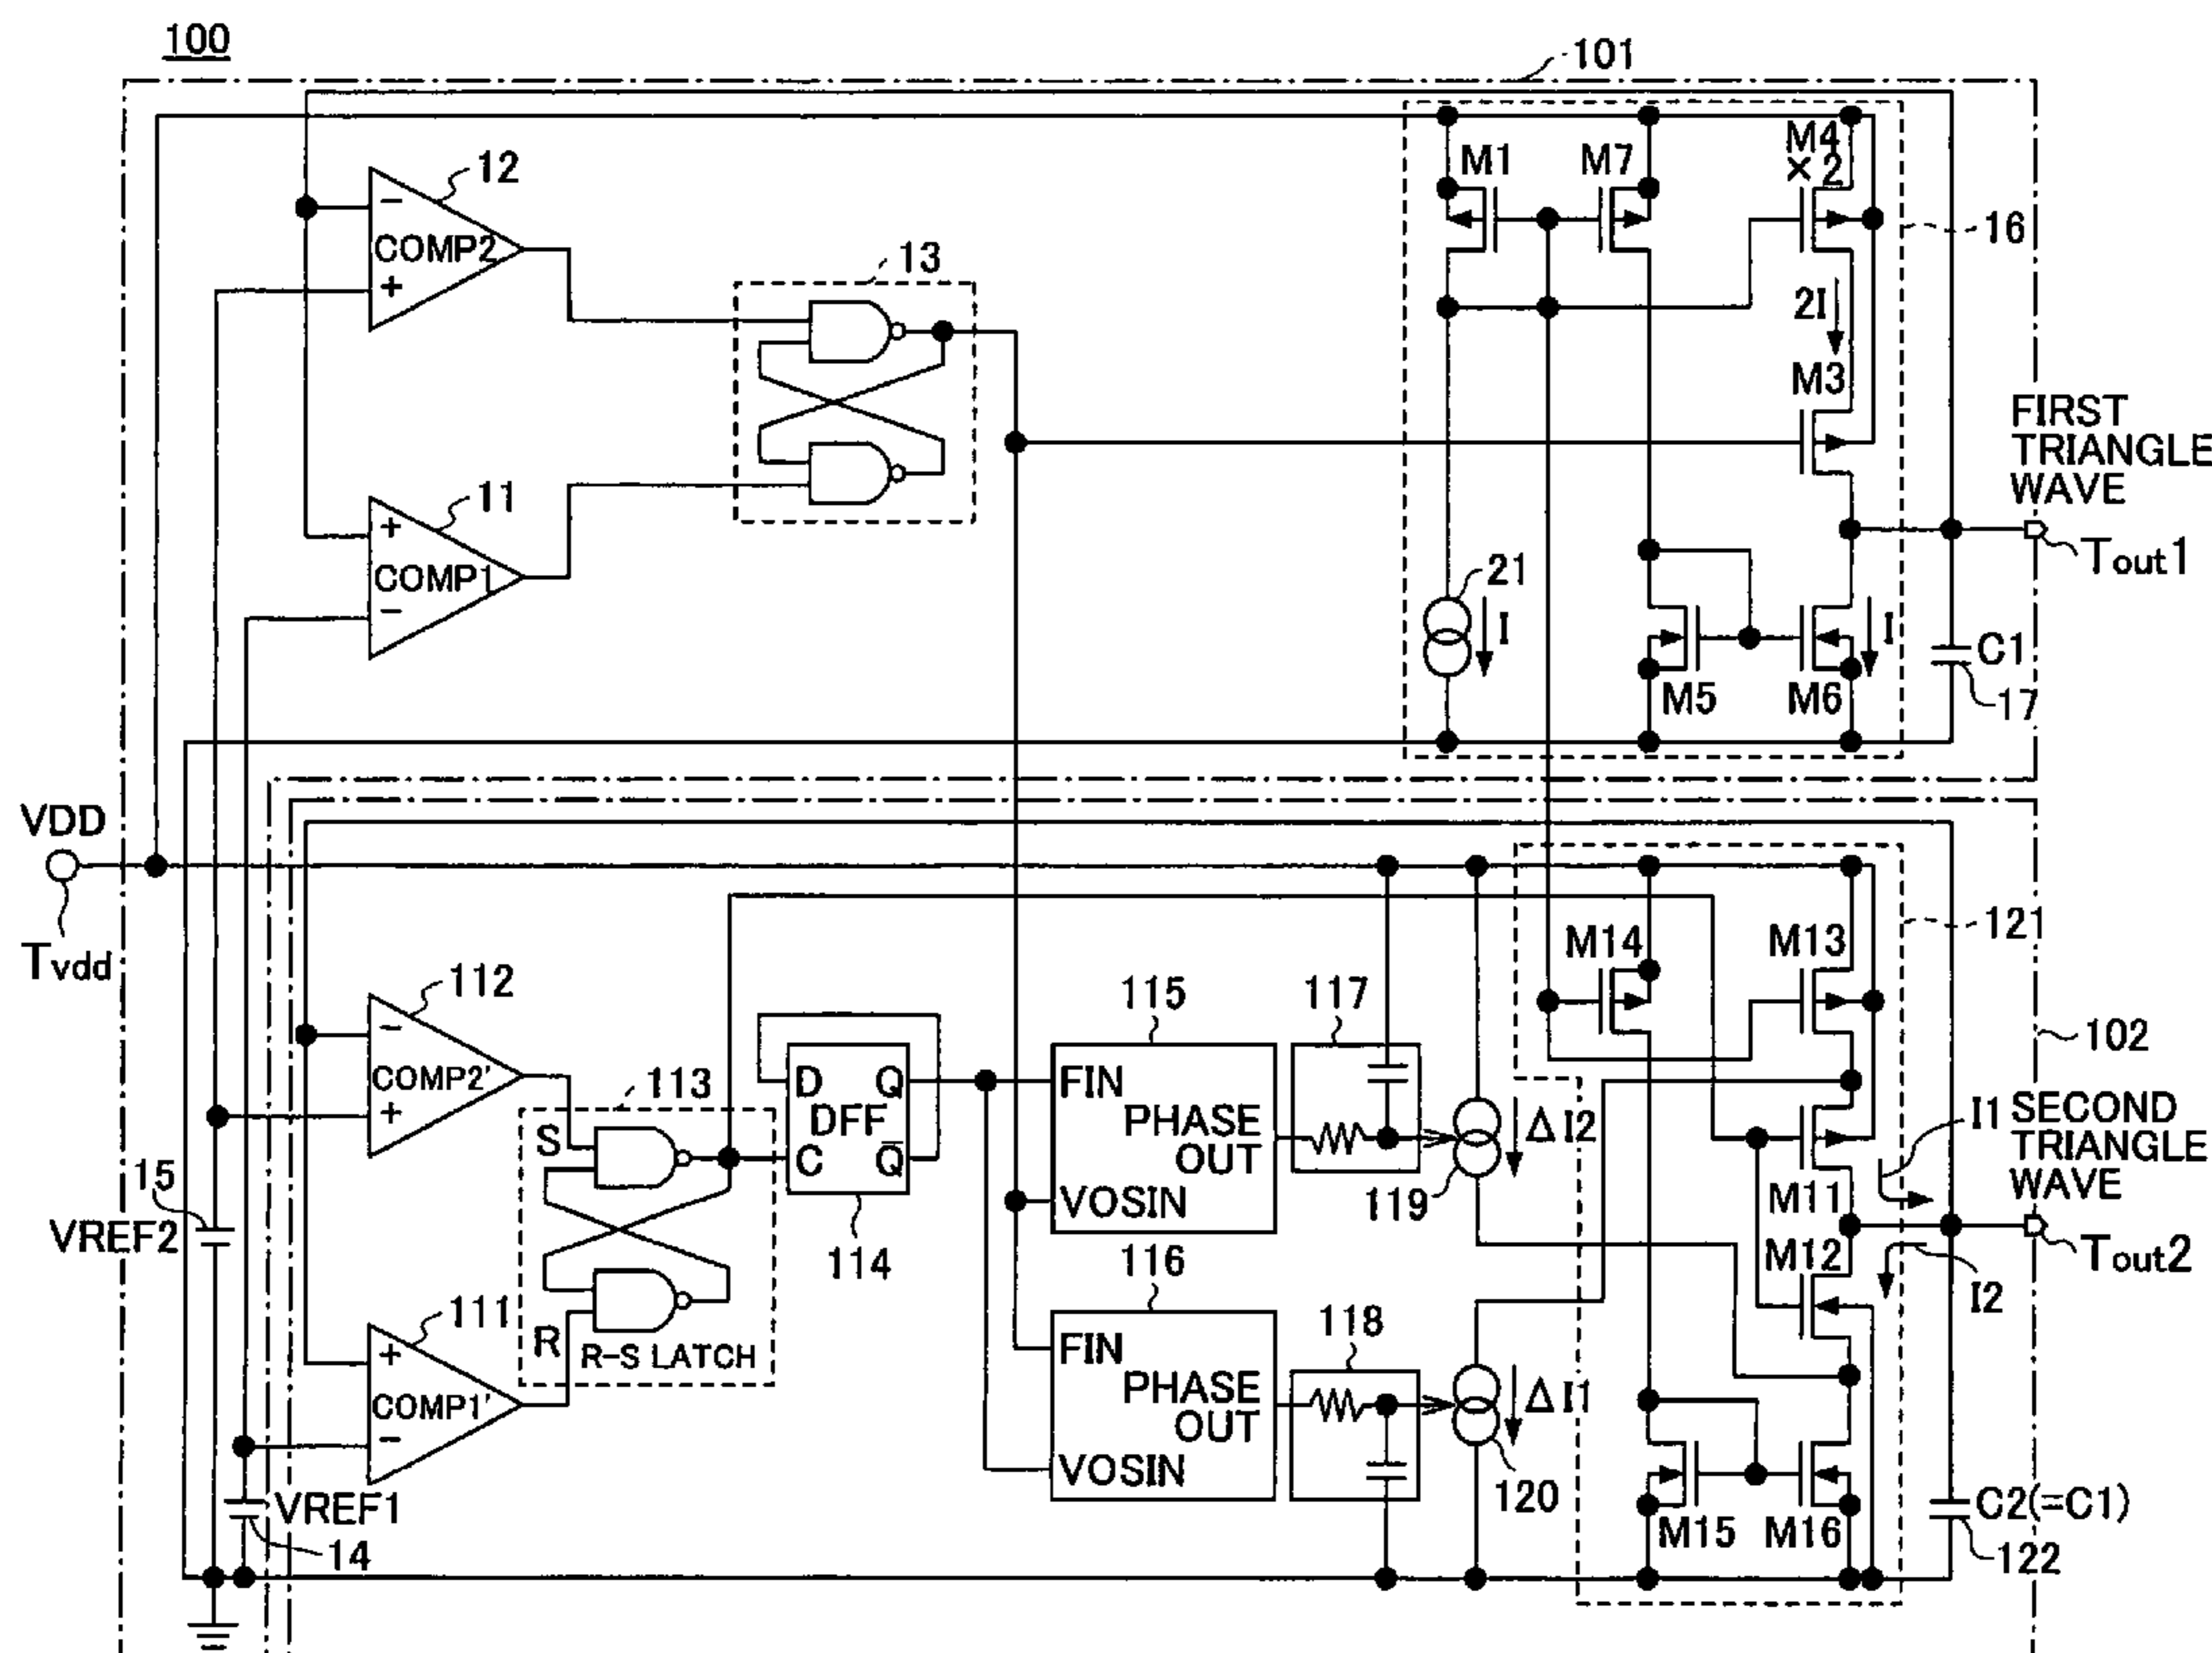 100
101
M1
M7
M4
×2
12
−
COMP2
+
13
16
2I
M3
FIRST
TRIANGLE
WAVE
11
+
COMP1
−
21
I
I
Tout1
C1
M5
M6
17
VDD
Tvdd
121
M14
M13
112
−
COMP2'
+
113
S
D
Q
DFF
C
Q̅
114
115
FIN
PHASE
OUT
VOSIN
117
ΔI2
119
102
I1
SECOND
TRIANGLE
WAVE
M11
15
VREF2
M12
Tout2
I2
111
+
COMP1'
−
R
R-S LATCH
116
FIN
PHASE
OUT
VOSIN
118
ΔI1
120
VREF1
14
M15
M16
C2(=C1)
122